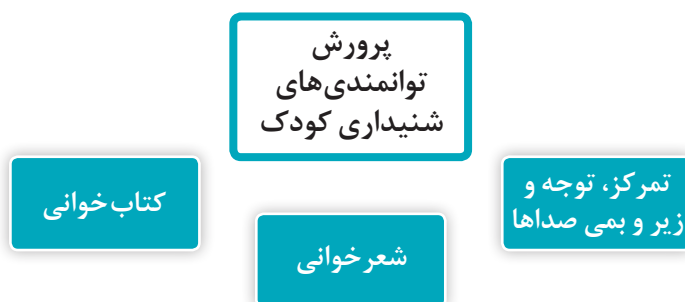 پرورش
توانمندی‌های
شنیداری کودک
تمرکز، توجه و
زیر و بمی صداها
شعرخوانی
کتاب‌خوانی